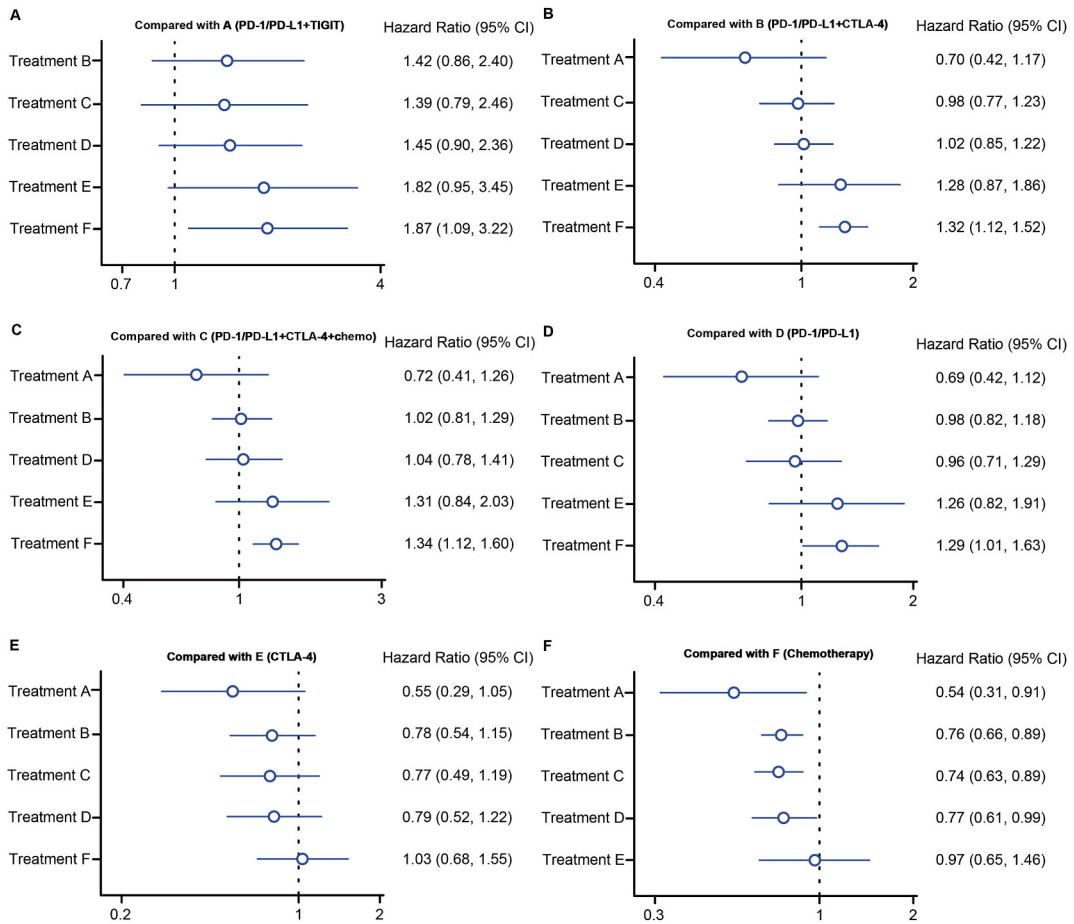 A
Compared with A (PD-1/PD-L1+TIGIT)
Hazard Ratio (95% CI)
Treatment B 1.42 (0.86, 2.40)
Treatment C 1.39 (0.79, 2.46)
Treatment D 1.45 (0.90, 2.36)
Treatment E 1.82 (0.95, 3.45)
Treatment F 1.87 (1.09, 3.22)
0.7 1 4
B
Compared with B (PD-1/PD-L1+CTLA-4)
Hazard Ratio (95% CI)
Treatment A 0.70 (0.42, 1.17)
Treatment C 0.98 (0.77, 1.23)
Treatment D 1.02 (0.85, 1.22)
Treatment E 1.28 (0.87, 1.86)
Treatment F 1.32 (1.12, 1.52)
0.4 1 2
C
Compared with C (PD-1/PD-L1+CTLA-4+chemo)
Hazard Ratio (95% CI)
Treatment A 0.72 (0.41, 1.26)
Treatment B 1.02 (0.81, 1.29)
Treatment D 1.04 (0.78, 1.41)
Treatment E 1.31 (0.84, 2.03)
Treatment F 1.34 (1.12, 1.60)
0.4 1 3
D
Compared with D (PD-1/PD-L1)
Hazard Ratio (95% CI)
Treatment A 0.69 (0.42, 1.12)
Treatment B 0.98 (0.82, 1.18)
Treatment C 0.96 (0.71, 1.29)
Treatment E 1.26 (0.82, 1.91)
Treatment F 1.29 (1.01, 1.63)
0.4 1 2
E
Compared with E (CTLA-4)
Hazard Ratio (95% CI)
Treatment A 0.55 (0.29, 1.05)
Treatment B 0.78 (0.54, 1.15)
Treatment C 0.77 (0.49, 1.19)
Treatment D 0.79 (0.52, 1.22)
Treatment F 1.03 (0.68, 1.55)
0.2 1 2
F
Compared with F (Chemotherapy)
Hazard Ratio (95% CI)
Treatment A 0.54 (0.31, 0.91)
Treatment B 0.76 (0.66, 0.89)
Treatment C 0.74 (0.63, 0.89)
Treatment D 0.77 (0.61, 0.99)
Treatment E 0.97 (0.65, 1.46)
0.3 1 2